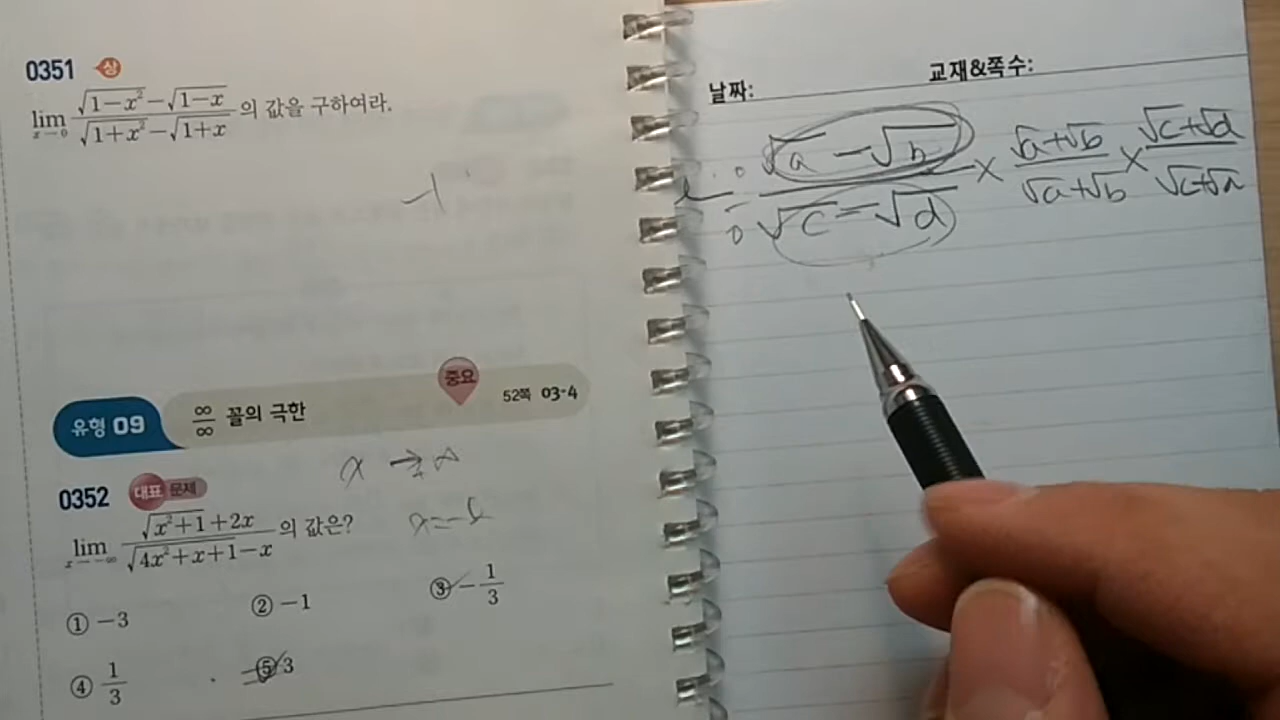 0351 상
lim x→0 (√(1-x²) - √(1-x)) / (√(1+x²) - √(1+x)) 의 값을 구하여라.
-1
유형 09 ∞/∞ 꼴의 극한 중요 52쪽 03-4
0352 대표 문제
x → ∞
lim x→-∞ (√(x²+1)+2x) / (√(4x²+x+1)-x) 의 값은?
x=-t
① -3 ② -1 ③ -1/3
④ 1/3 ⑤ 3
교재&쪽수:
날짜:
0/0 (√a - √b) / (√c - √d) × (√a+√b) / (√a+√b) × (√c+√d) / (√c+√d)